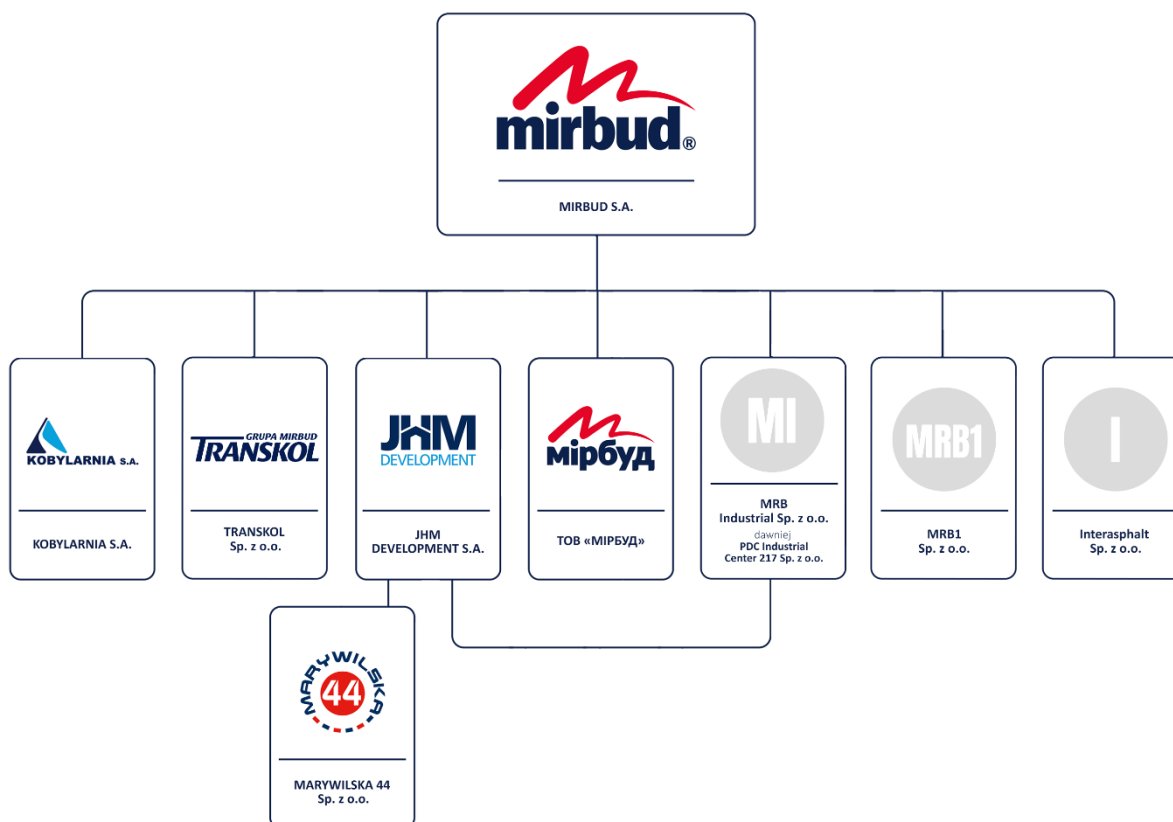 mirbud®
MIRBUD S.A.
KOBYLARNIA S.A.
KOBYLARNIA S.A.
GRUPA MIRBUD
TRANSKOL
TRANSKOL
Sp. z o.o.
JHM
DEVELOPMENT
JHM
DEVELOPMENT S.A.
мірбуд
ТОВ «МІРБУД»
MI
MRB
Industrial Sp. z o.o.
dawniej
PDC Industrial
Center 217 Sp. z o.o.
MRB1
MRB1
Sp. z o.o.
I
Interasphalt
Sp. z o.o.
MARYWILSKA
44
MARYWILSKA 44
Sp. z o.o.